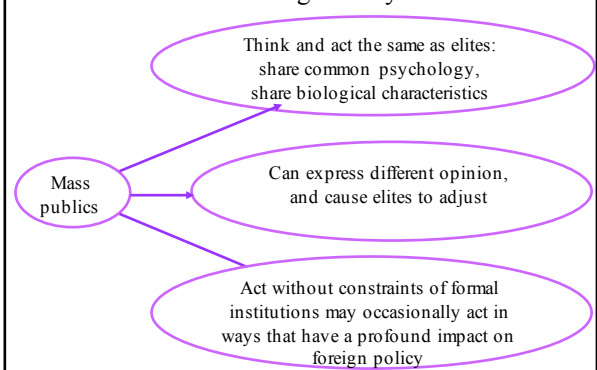 Think and act the same as elites:
share common psychology,
share biological characteristics
Mass
publics
Can express different opinion,
and cause elites to adjust
Act without constraints of formal
institutions may occasionally act in
ways that have a profound impact on
foreign policy